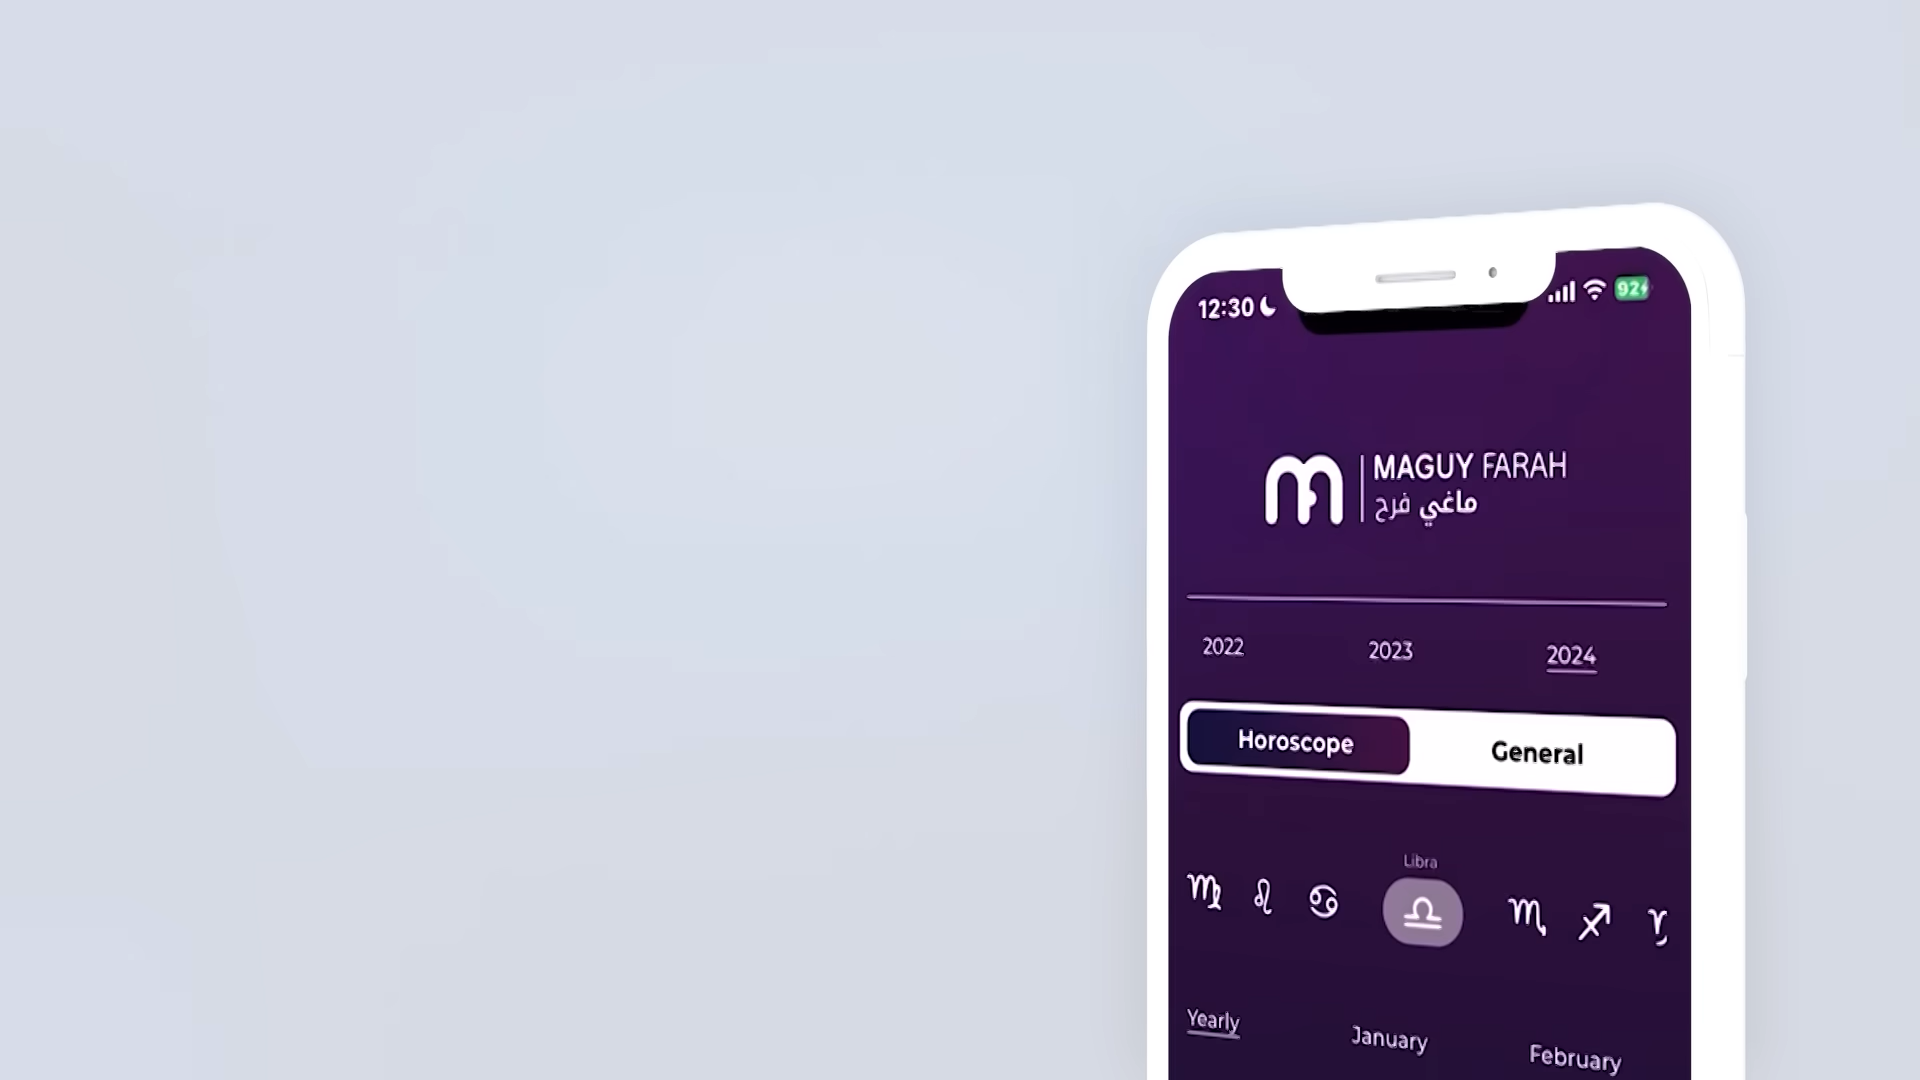 12:30
92
MAGUY FARAH
ماغي فرح
2022 2023 2024
Horoscope General
Libra
♍ ♌ ♋ ♎ ♏ ♐
Yearly January February